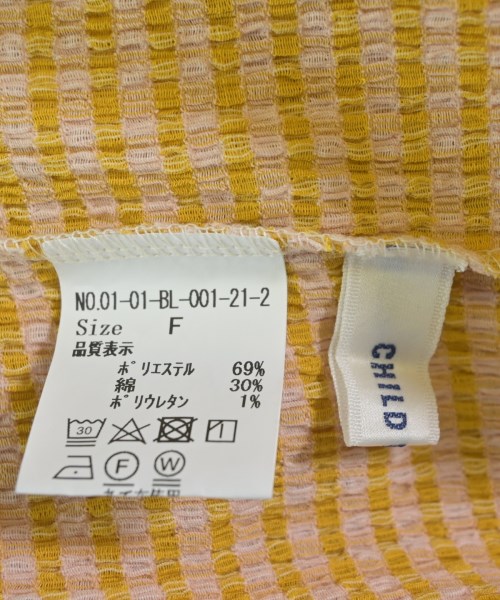 NO.01-01-BL-001-21-2
Size F
品質表示
ポリエステル 69%
綿 30%
ポリウレタン 1%
30
F W
CHILD